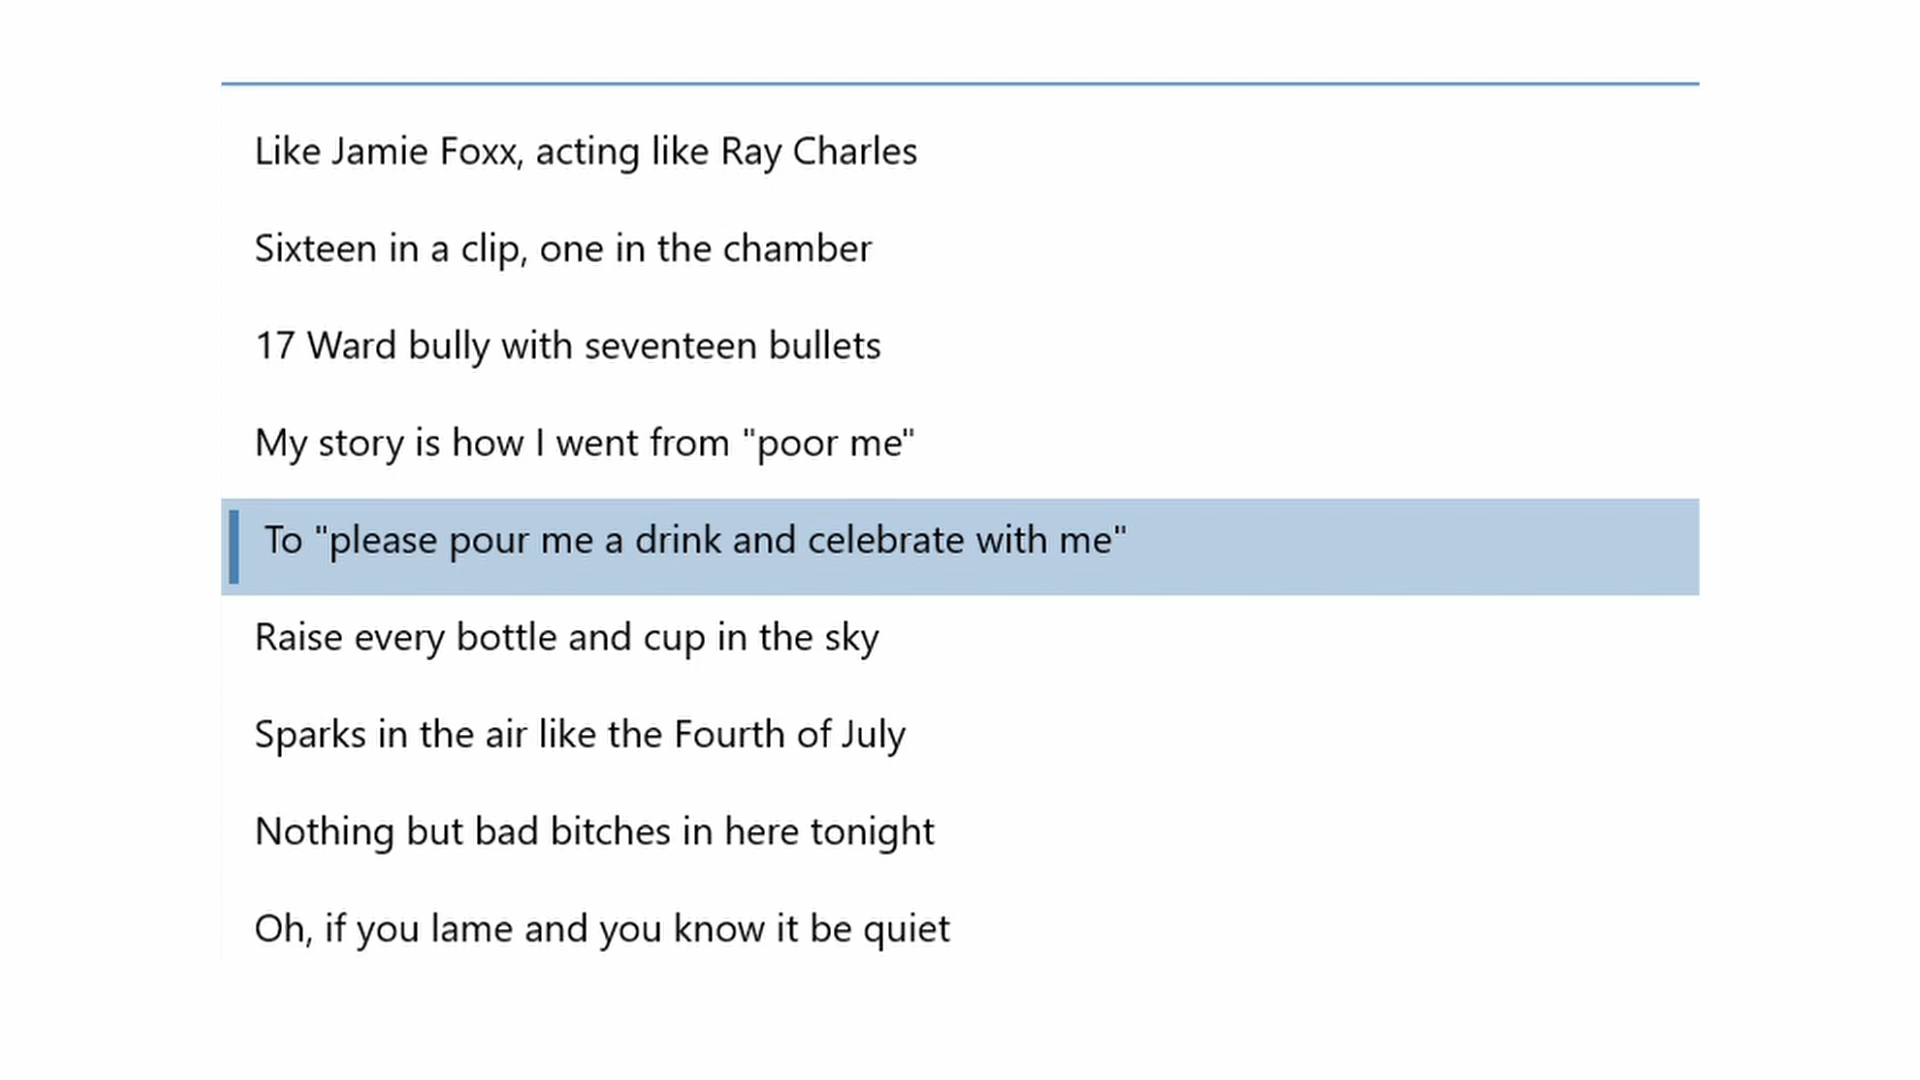 Like Jamie Foxx, acting like Ray Charles
Sixteen in a clip, one in the chamber
17 Ward bully with seventeen bullets
My story is how I went from "poor me"
To "please pour me a drink and celebrate with me"
Raise every bottle and cup in the sky
Sparks in the air like the Fourth of July
Nothing but bad bitches in here tonight
Oh, if you lame and you know it be quiet